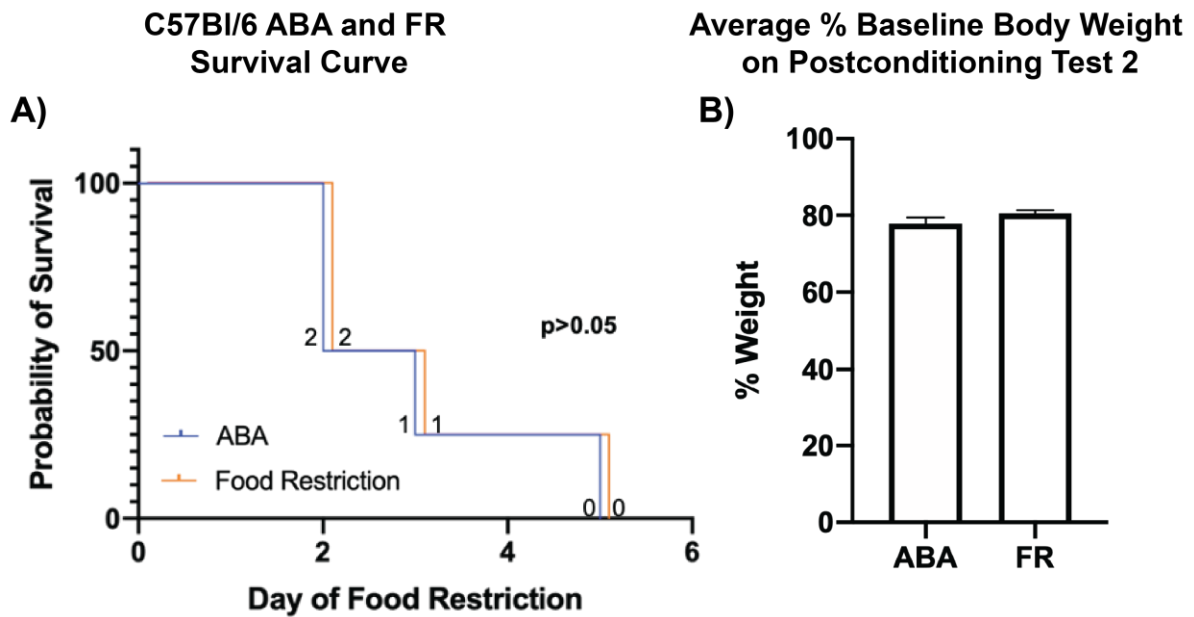 C57Bl/6 ABA and FR
Survival Curve
A)
Probability of Survival
100
50
0
2 2
1 1
0 0
p>0.05
ABA
Food Restriction
0 2 4 6
Day of Food Restriction
Average % Baseline Body Weight
on Postconditioning Test 2
B)
% Weight
100
80
60
40
20
0
ABA FR